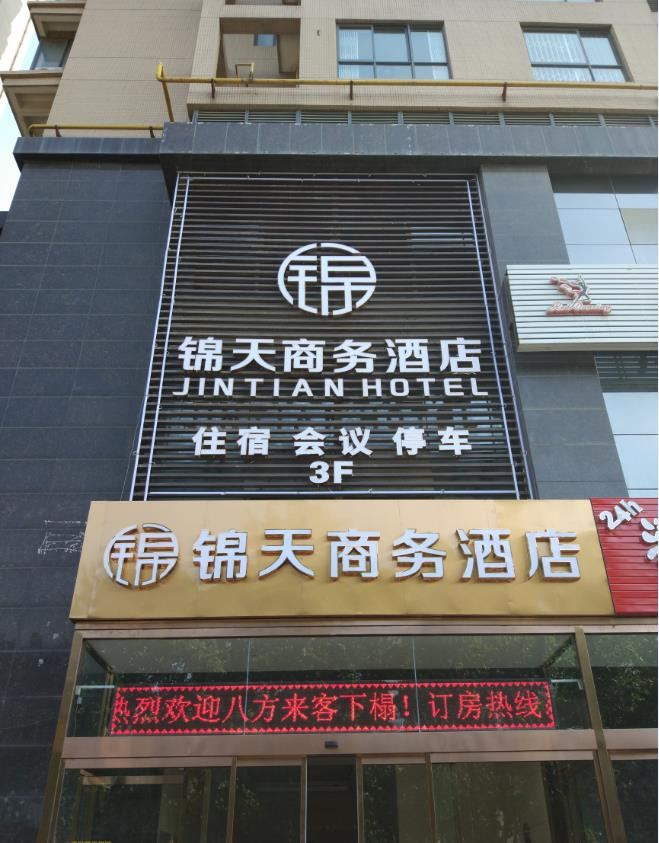 锦
锦天商务酒店
JINTIAN HOTEL
住宿 会议 停车
3F
锦 锦天商务酒店
24h
热烈欢迎八方来客下榻！订房热线